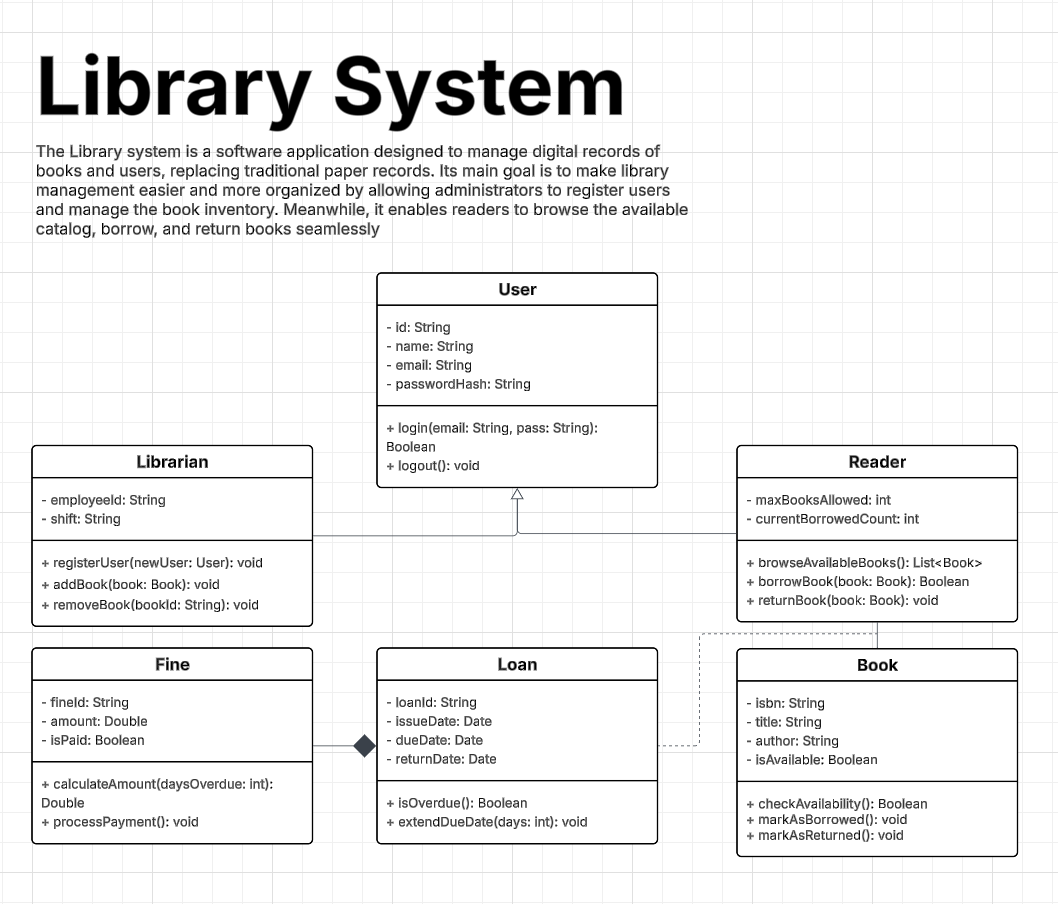 Library System
The Library system is a software application designed to manage digital records of
books and users, replacing traditional paper records. Its main goal is to make library
management easier and more organized by allowing administrators to register users
and manage the book inventory. Meanwhile, it enables readers to browse the available
catalog, borrow, and return books seamlessly
User
- id: String
- name: String
- email: String
- passwordHash: String
+ login(email: String, pass: String):
Boolean
+ logout(): void
Librarian
- employeeId: String
- shift: String
+ registerUser(newUser: User): void
+ addBook(book: Book): void
+ removeBook(bookId: String): void
Reader
- maxBooksAllowed: int
- currentBorrowedCount: int
+ browseAvailableBooks(): List<Book>
+ borrowBook(book: Book): Boolean
+ returnBook(book: Book): void
Fine
- fineId: String
- amount: Double
- isPaid: Boolean
+ calculateAmount(daysOverdue: int):
Double
+ processPayment(): void
Loan
- loanId: String
- issueDate: Date
- dueDate: Date
- returnDate: Date
+ isOverdue(): Boolean
+ extendDueDate(days: int): void
Book
- isbn: String
- title: String
- author: String
- isAvailable: Boolean
+ checkAvailability(): Boolean
+ markAsBorrowed(): void
+ markAsReturned(): void